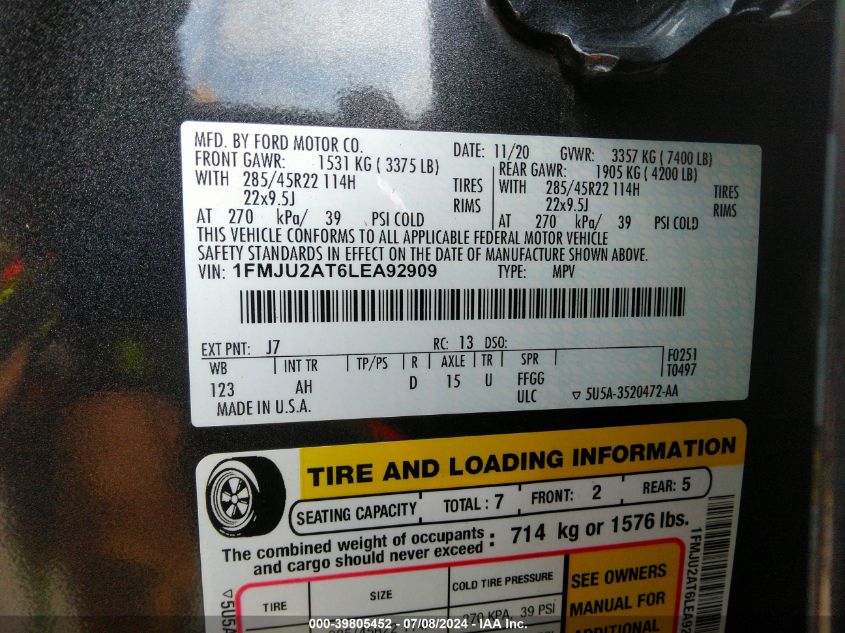 MFD. BY FORD MOTOR CO. DATE: 11/20 GVWR: 3357 KG ( 7400 LB)
FRONT GAWR: 1531 KG ( 3375 LB) REAR GAWR: 1905 KG ( 4200 LB)
WITH 285/45R22 114H TIRES WITH 285/45R22 114H TIRES
22x9.5J RIMS 22x9.5J RIMS
AT 270 kPa/ 39 PSI COLD AT 270 kPa/ 39 PSI COLD
THIS VEHICLE CONFORMS TO ALL APPLICABLE FEDERAL MOTOR VEHICLE
SAFETY STANDARDS IN EFFECT ON THE DATE OF MANUFACTURE SHOWN ABOVE.
VIN: 1FMJU2AT6LEA92909 TYPE: MPV
EXT PNT: J7 RC: 13 DSO: F0251
WB INT TR TP/PS R AXLE TR SPR T0497
123 AH D 15 U FFGG
MADE IN U.S.A. ULC ▽ 5U5A-3520472-AA
TIRE AND LOADING INFORMATION
SEATING CAPACITY TOTAL : 7 FRONT: 2 REAR: 5
The combined weight of occupants and cargo should never exceed : 714 kg or 1576 lbs.
TIRE SIZE COLD TIRE PRESSURE SEE OWNERS
MANUAL FOR
285/45R22 270 KPA, 39 PSI
ADDITIONAL
▽5U5A
1FMJU2AT6LEA92
000-39805452 - 07/08/2024 - IAA Inc.